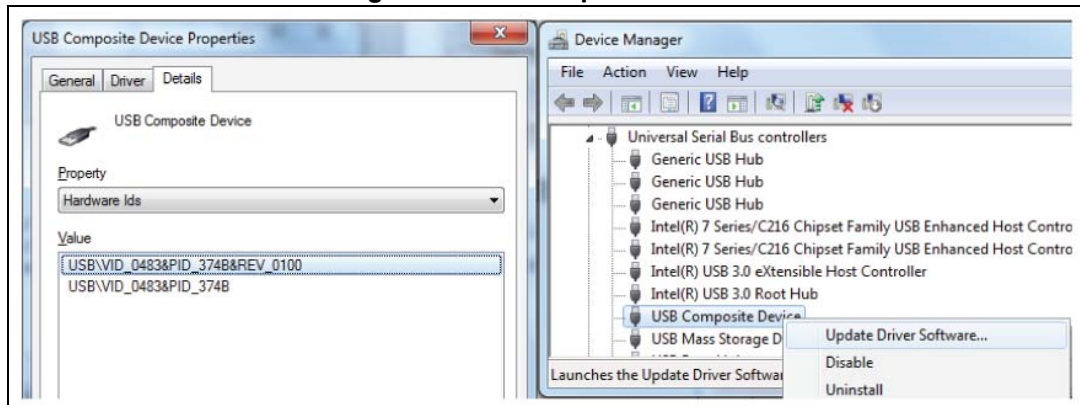 USB Composite Device Properties
General Driver Details
USB Composite Device
Property
Hardware Ids
Value
USB\VID_0483&PID_374B&REV_0100
USB\VID_0483&PID_374B
Device Manager
File Action View Help
Universal Serial Bus controllers
Generic USB Hub
Generic USB Hub
Generic USB Hub
Intel(R) 7 Series/C216 Chipset Family USB Enhanced Host Contro
Intel(R) 7 Series/C216 Chipset Family USB Enhanced Host Contro
Intel(R) USB 3.0 eXtensible Host Controller
Intel(R) USB 3.0 Root Hub
USB Composite Device
USB Mass Storage D
Launches the Update Driver Softwar
Update Driver Software...
Disable
Uninstall